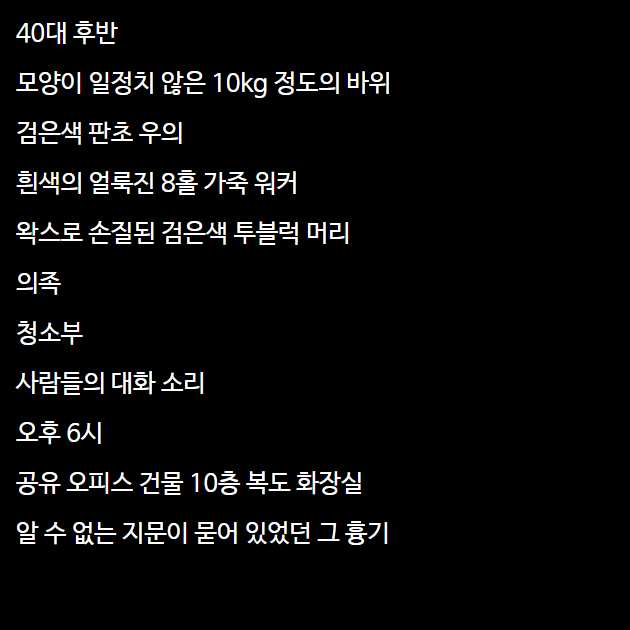 40대 후반
모양이 일정치 않은 10kg 정도의 바위
검은색 판초 우의
흰색의 얼룩진 8홀 가죽 워커
왁스로 손질된 검은색 투블럭 머리
의족
청소부
사람들의 대화 소리
오후 6시
공유 오피스 건물 10층 복도 화장실
알 수 없는 지문이 묻어 있었던 그 흉기